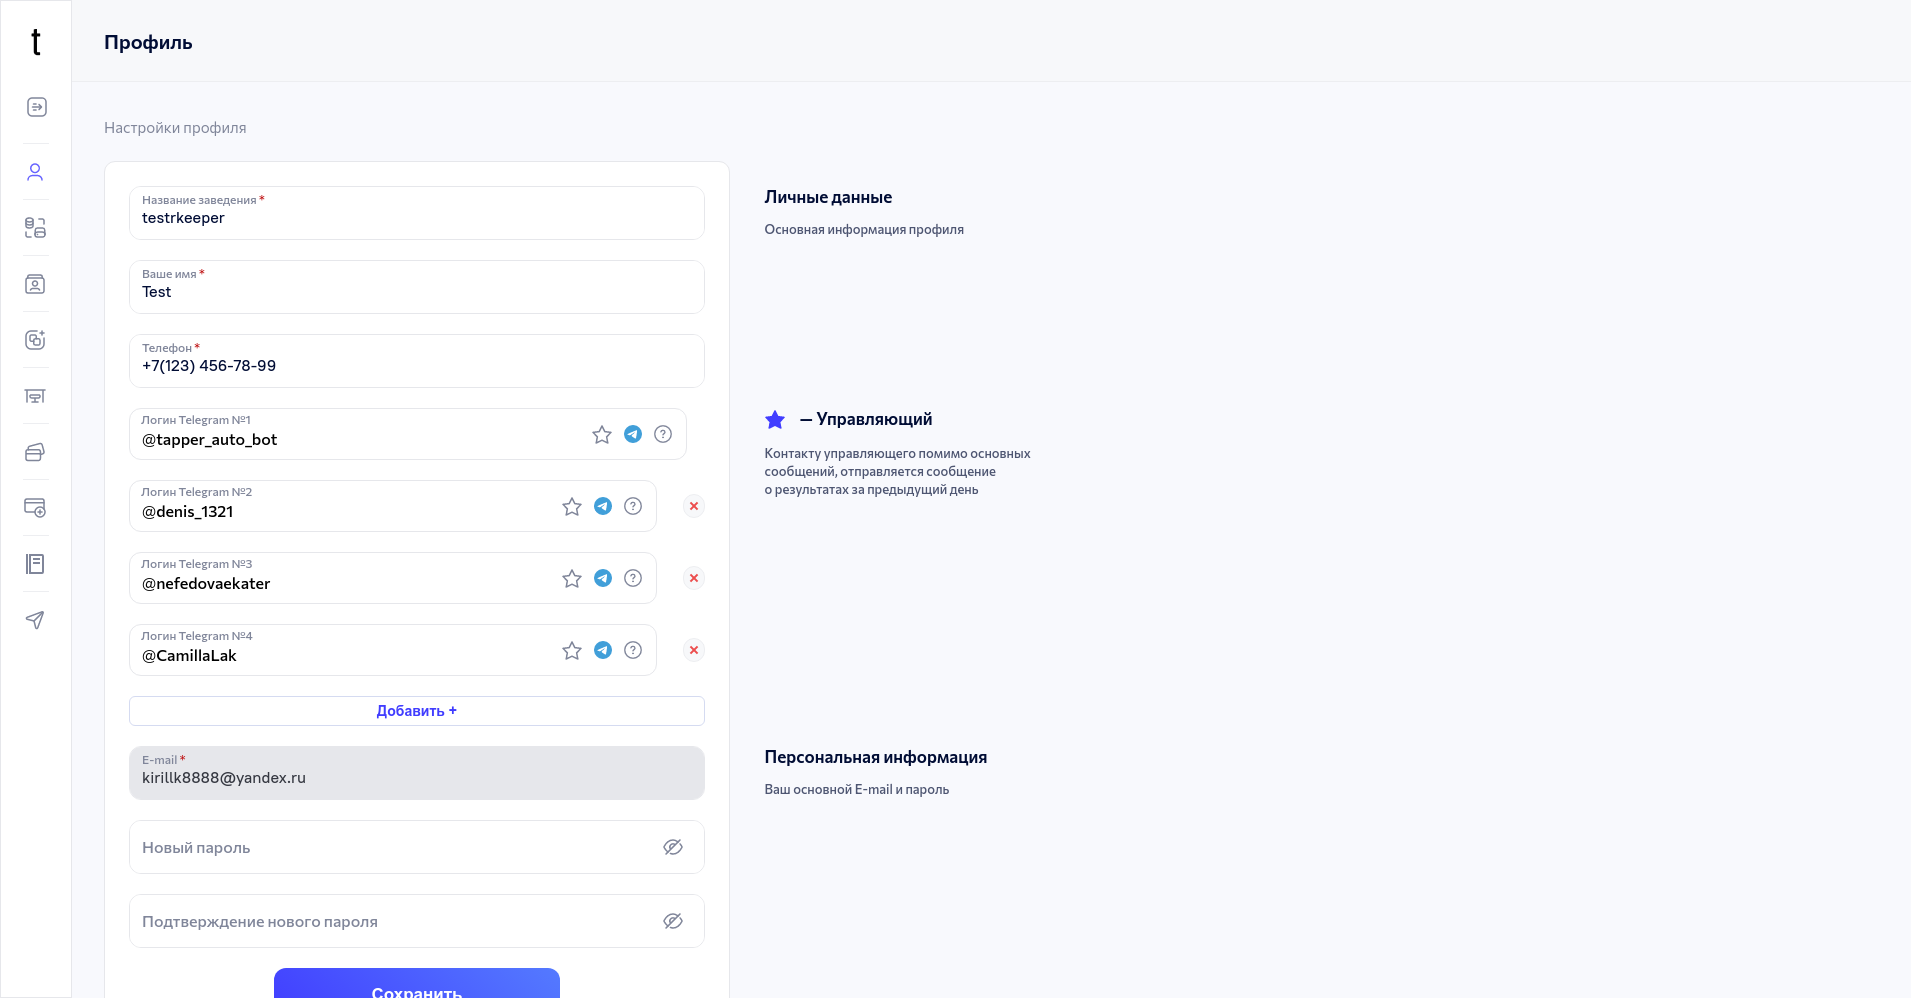 t
Профиль
Настройки профиля
Название заведения *
testrkeeper
Ваше имя *
Test
Телефон *
+7(123) 456-78-99
Логин Telegram №1
@tapper_auto_bot
Логин Telegram №2
@denis_1321
Логин Telegram №3
@nefedovaekater
Логин Telegram №4
@CamillaLak
Добавить +
E-mail *
kirillk8888@yandex.ru
Новый пароль
Подтверждение нового пароля
Сохранить
Личные данные
Основная информация профиля
— Управляющий
Контакту управляющего помимо основных
сообщений, отправляется сообщение
о результатах за предыдущий день
Персональная информация
Ваш основной E-mail и пароль